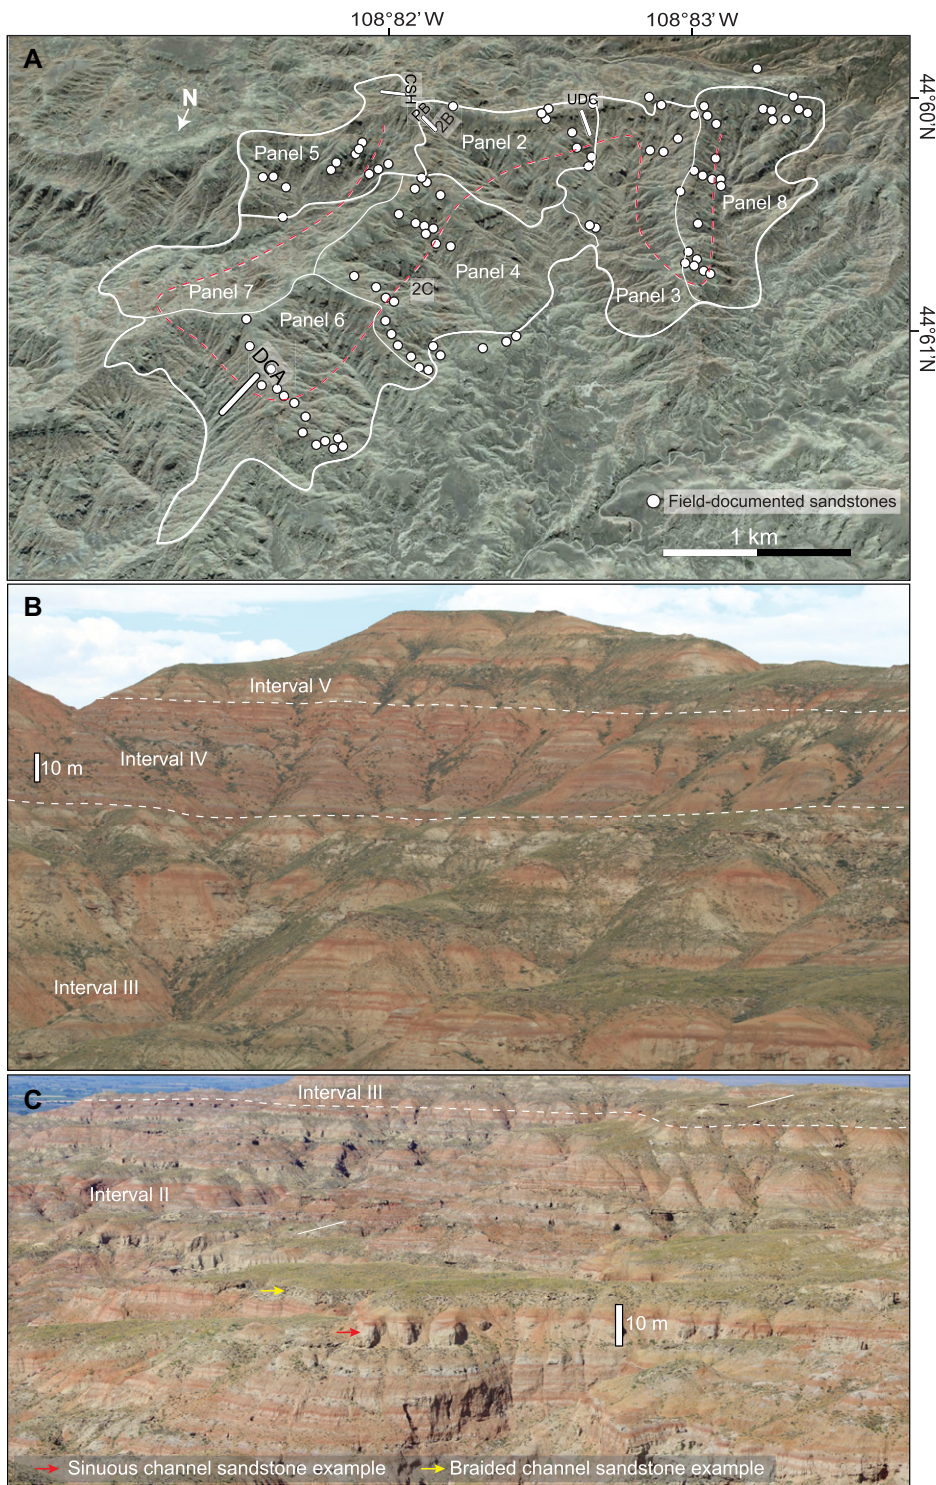 108°82' W
108°83' W
A
N
HSC
PB
2B
UDC
44°60'N
Panel 5
Panel 2
Panel 8
Panel 4
2C
Panel 7
Panel 3
Panel 6
44°61'N
DCA
Field-documented sandstones
1 km
B
Interval V
Interval IV
10 m
Interval III
C
Interval III
Interval II
10 m
Sinuous channel sandstone example
Braided channel sandstone example